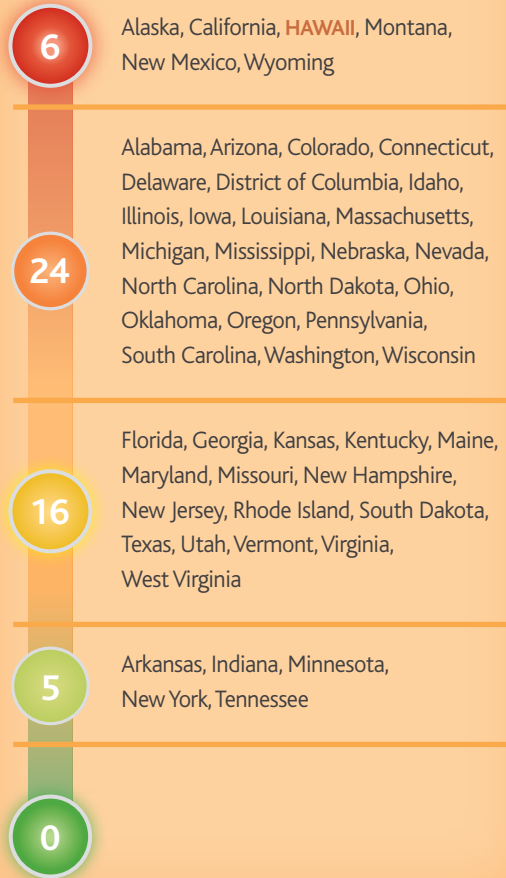 6
Alaska, California, HAWAII, Montana,
New Mexico, Wyoming
24
Alabama, Arizona, Colorado, Connecticut,
Delaware, District of Columbia, Idaho,
Illinois, Iowa, Louisiana, Massachusetts,
Michigan, Mississippi, Nebraska, Nevada,
North Carolina, North Dakota, Ohio,
Oklahoma, Oregon, Pennsylvania,
South Carolina, Washington, Wisconsin
16
Florida, Georgia, Kansas, Kentucky, Maine,
Maryland, Missouri, New Hampshire,
New Jersey, Rhode Island, South Dakota,
Texas, Utah, Vermont, Virginia,
West Virginia
5
Arkansas, Indiana, Minnesota,
New York, Tennessee
0